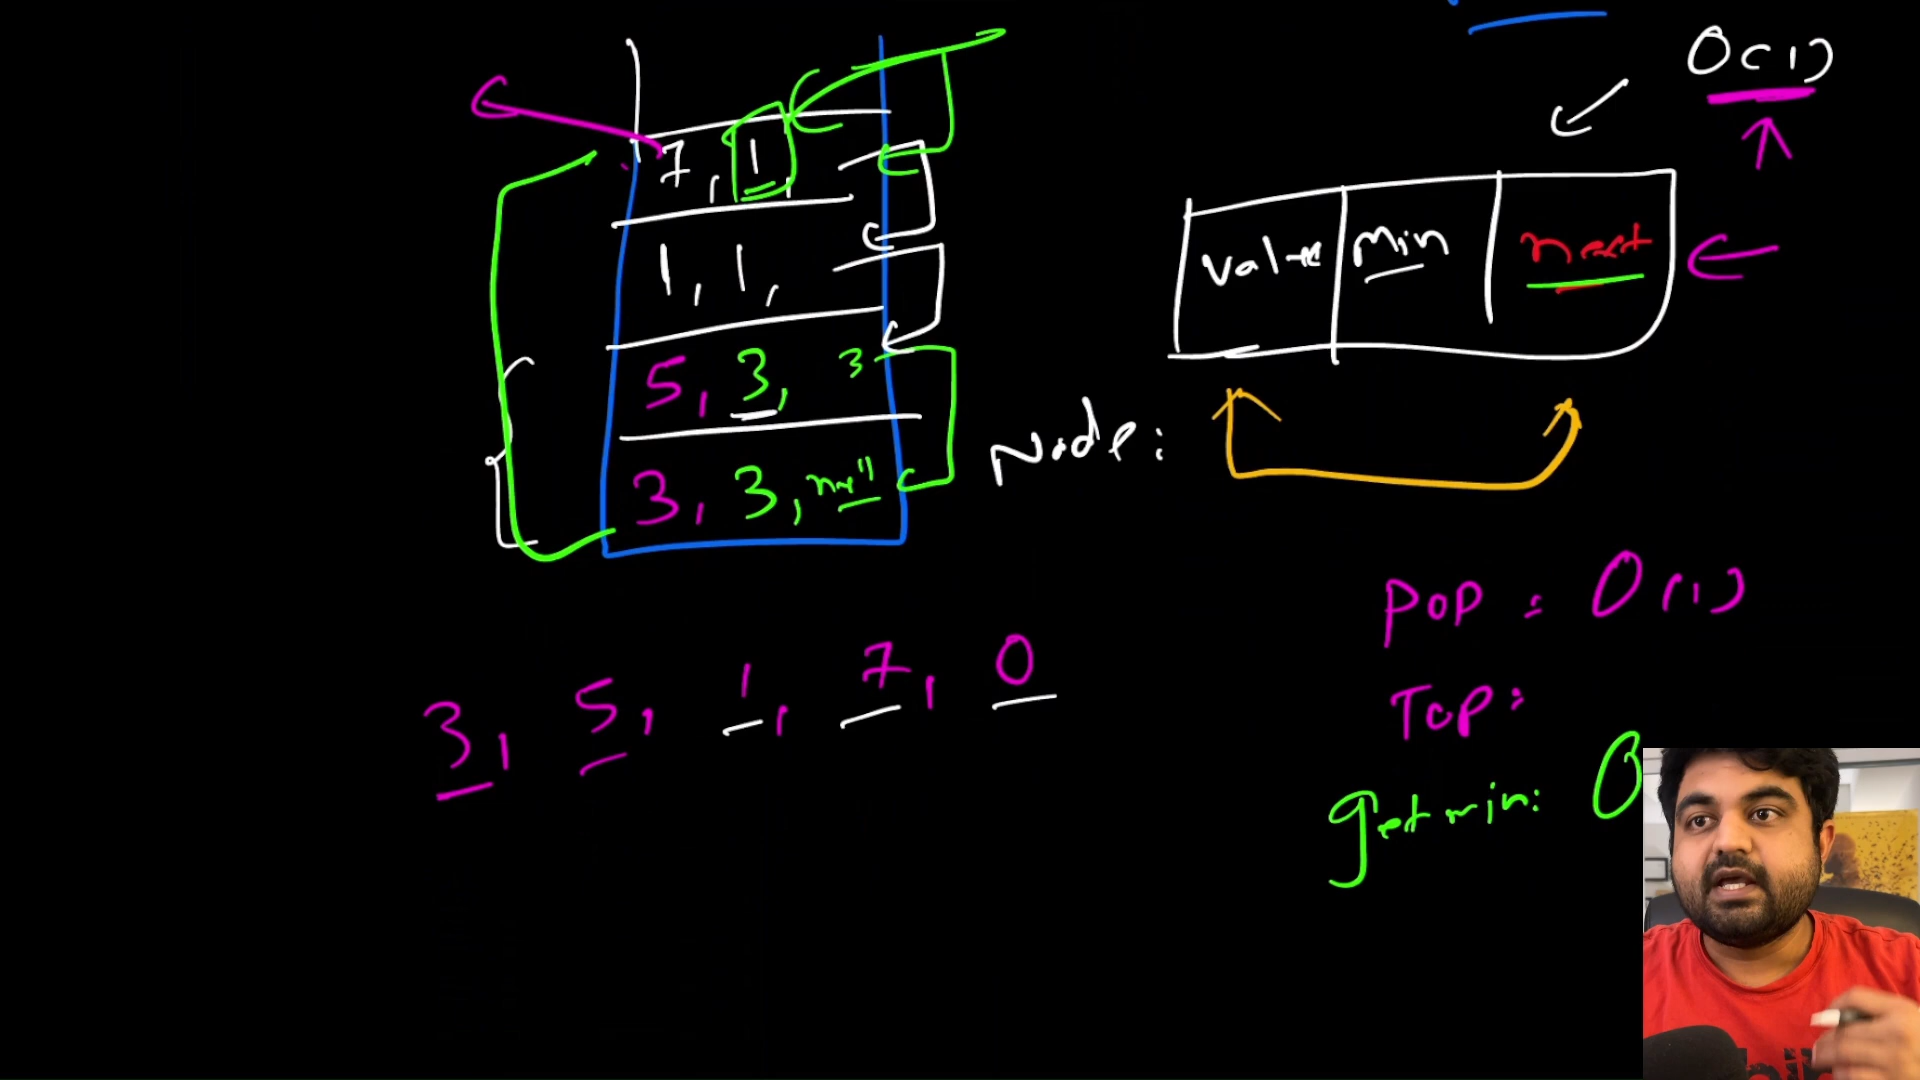 O(1)
7, 1,
1, 1,
5, 3, 3
3, 3, null
value min next
Node:
pop: O(1)
3, 5, 1, 7, 0
Top:
getmin: O